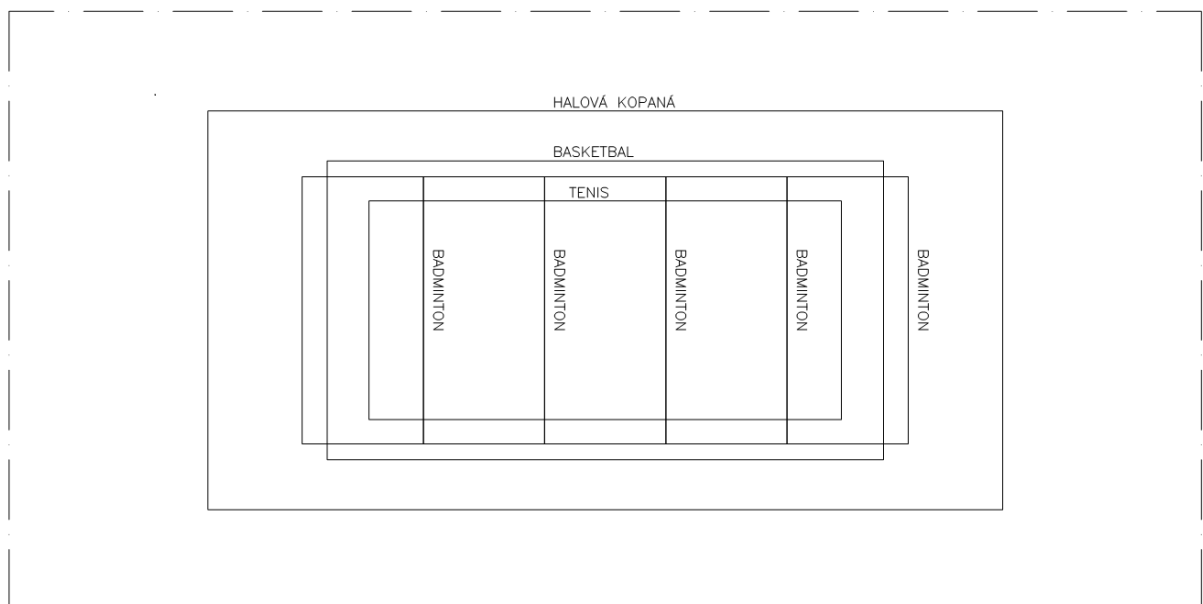 HALOVÁ KOPANÁ
BASKETBAL
TENIS
BADMINTON
BADMINTON
BADMINTON
BADMINTON
BADMINTON